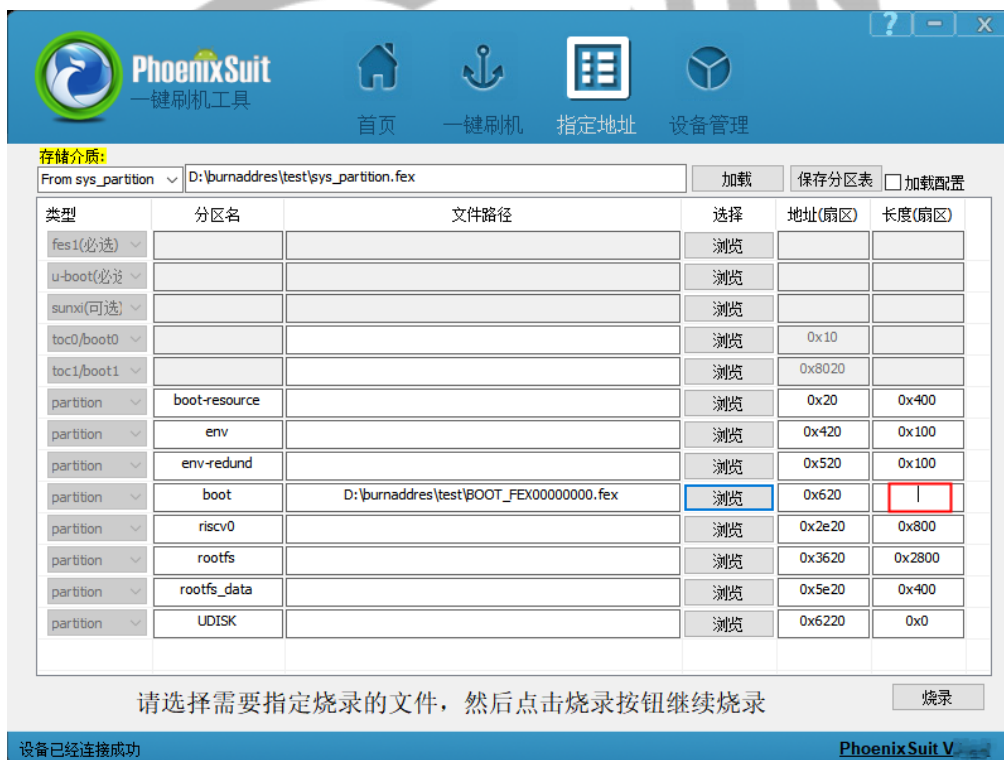 ? - X
PhoenixSuit
一键刷机工具
首页 一键刷机 指定地址 设备管理
存储介质:
From sys_partition D:\burnaddres\test\sys_partition.fex 加载 保存分区表 加载配置
类型 分区名 文件路径 选择 地址(扇区) 长度(扇区)
fes1(必选) 浏览
u-boot(必选 浏览
sunxi(可选) 浏览
toc0/boot0 浏览 0x10
toc1/boot1 浏览 0x8020
partition boot-resource 浏览 0x20 0x400
partition env 浏览 0x420 0x100
partition env-redund 浏览 0x520 0x100
partition boot D:\burnaddres\test\BOOT_FEX00000000.fex 浏览 0x620
partition riscv0 浏览 0x2e20 0x800
partition rootfs 浏览 0x3620 0x2800
partition rootfs_data 浏览 0x5e20 0x400
partition UDISK 浏览 0x6220 0x0
请选择需要指定烧录的文件，然后点击烧录按钮继续烧录 烧录
设备已经连接成功 PhoenixSuit V